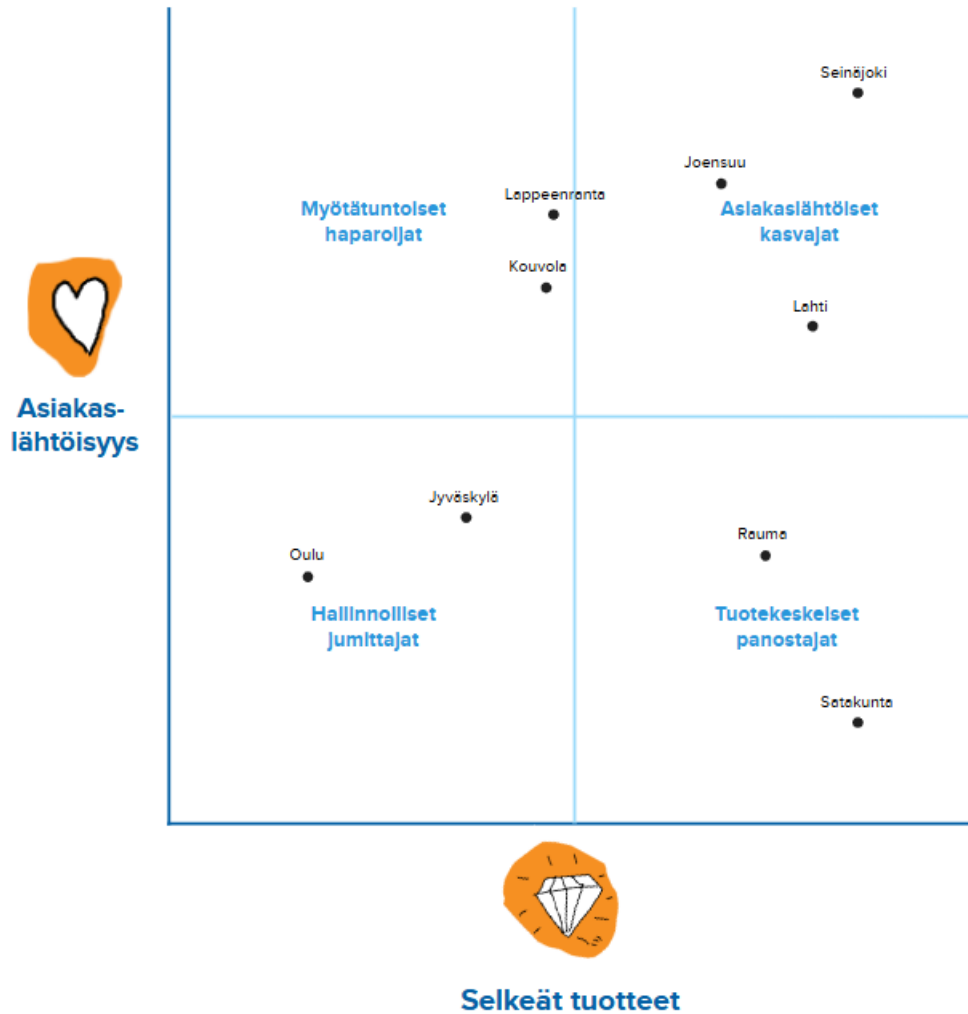 Seinäjoki
Joensuu
Lappeenranta
Myötätuntoiset
haparoijat
Asiakaslähtöiset
kasvajat
Kouvola
Lahti
Asiakas-
lähtöisyys
Jyväskylä
Rauma
Oulu
Hallinnolliset
jumittajat
Tuotekeskeiset
panostajat
Satakunta
Selkeät tuotteet